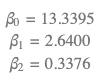 β₀ = 13.3395
β₁ = 2.6400
β₂ = 0.3376